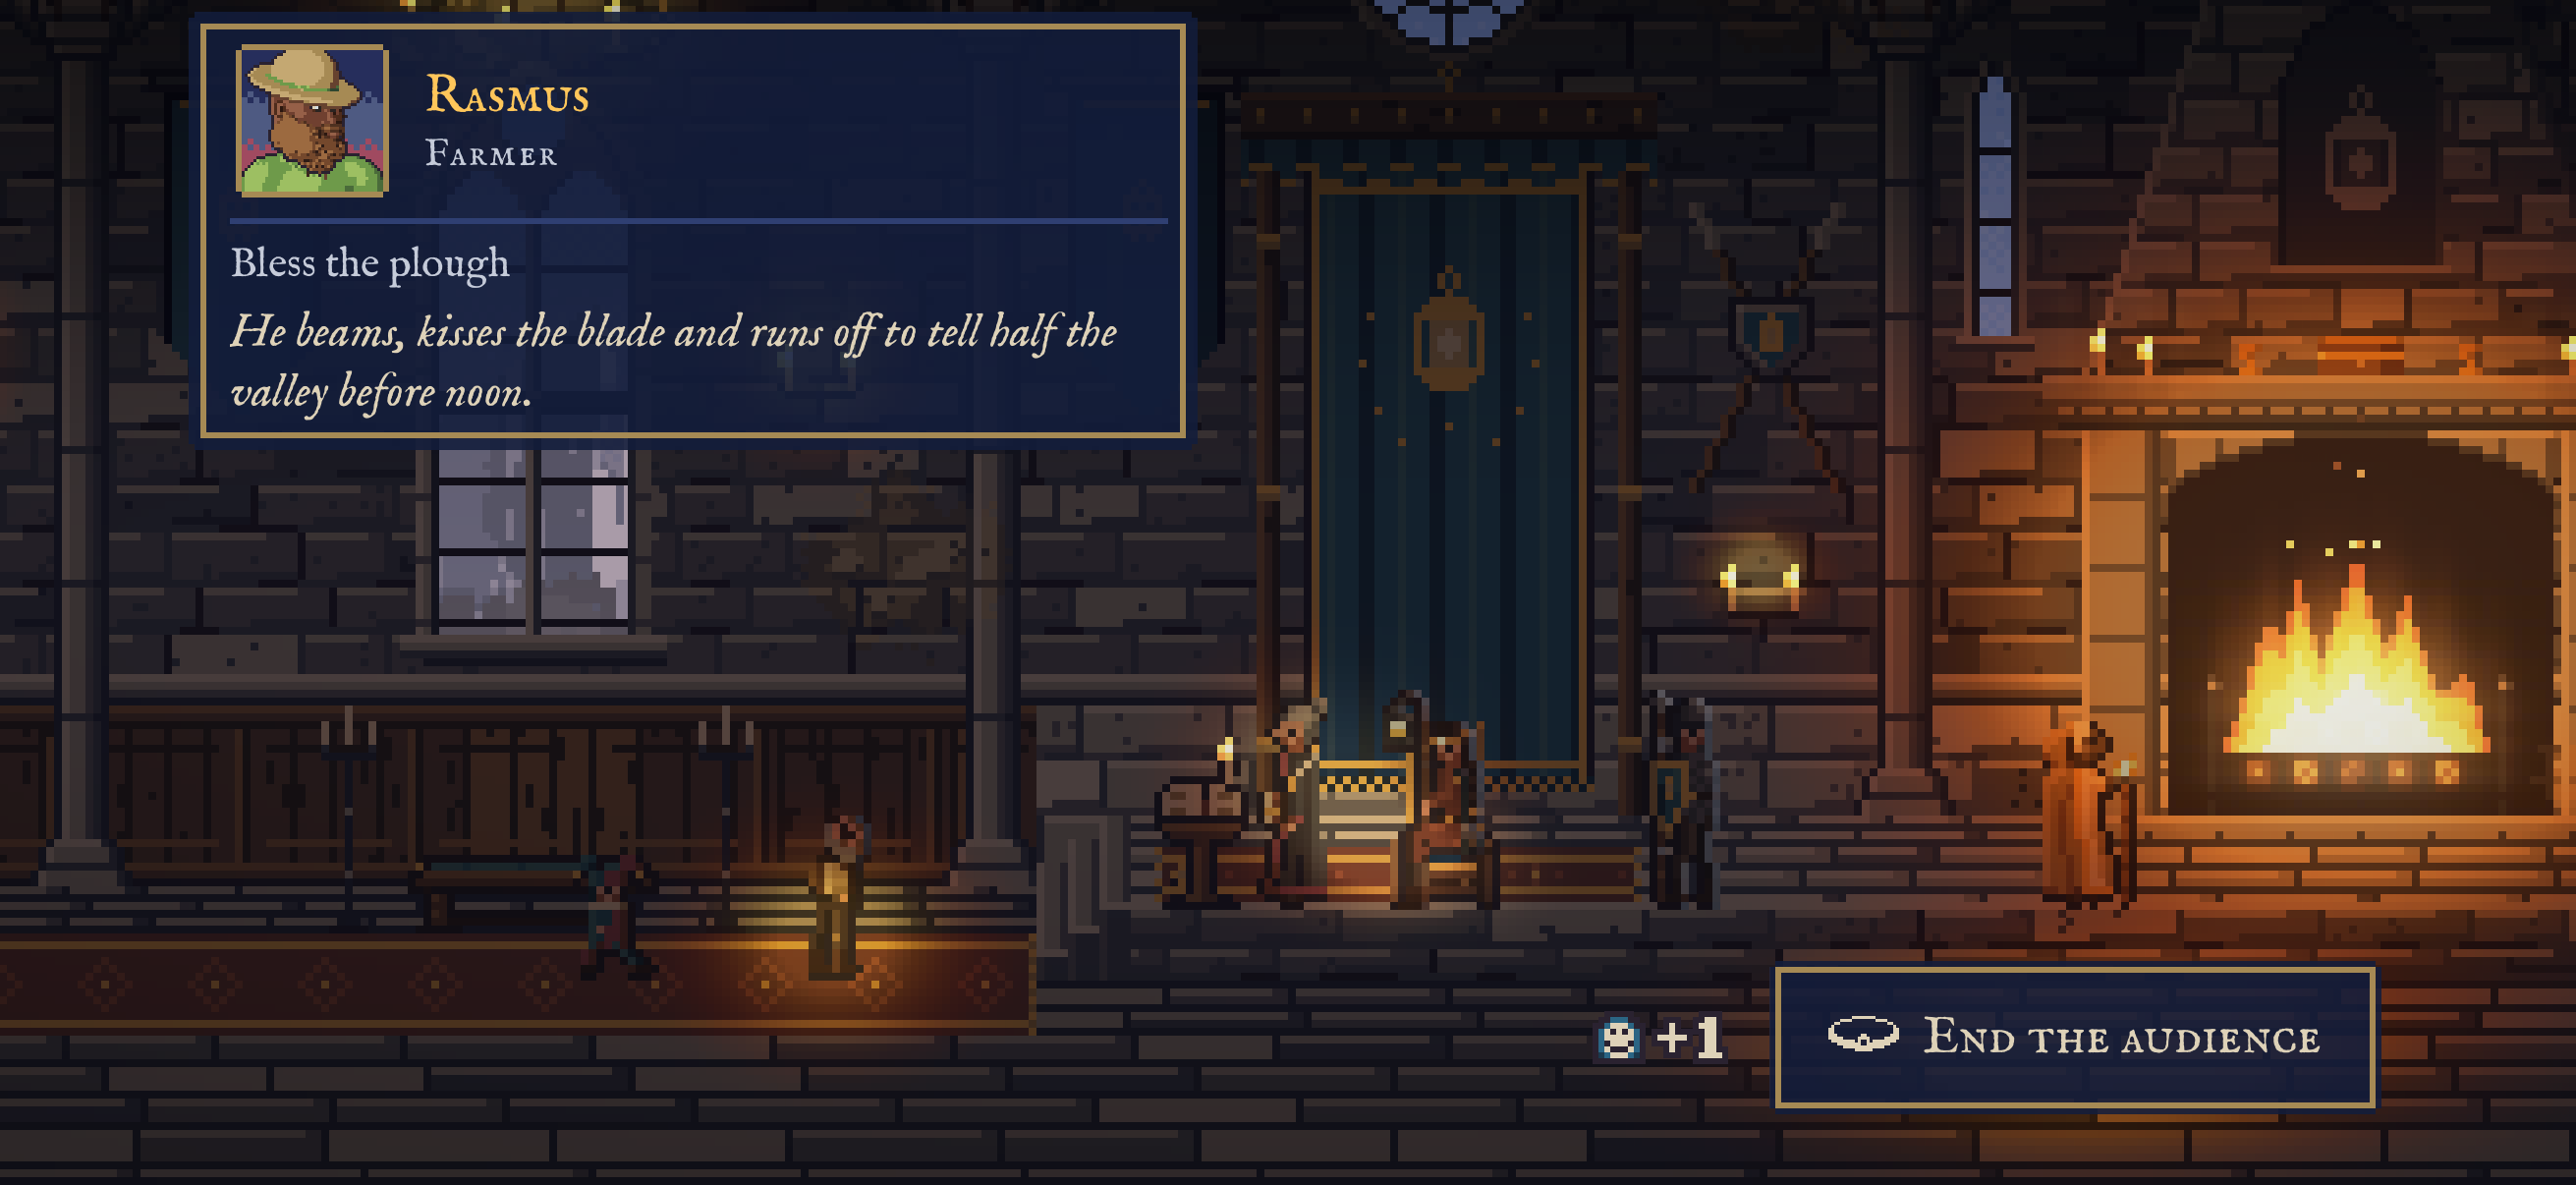 Rasmus
Farmer
Bless the plough
He beams, kisses the blade and runs off to tell half the
valley before noon.
+1
End the audience